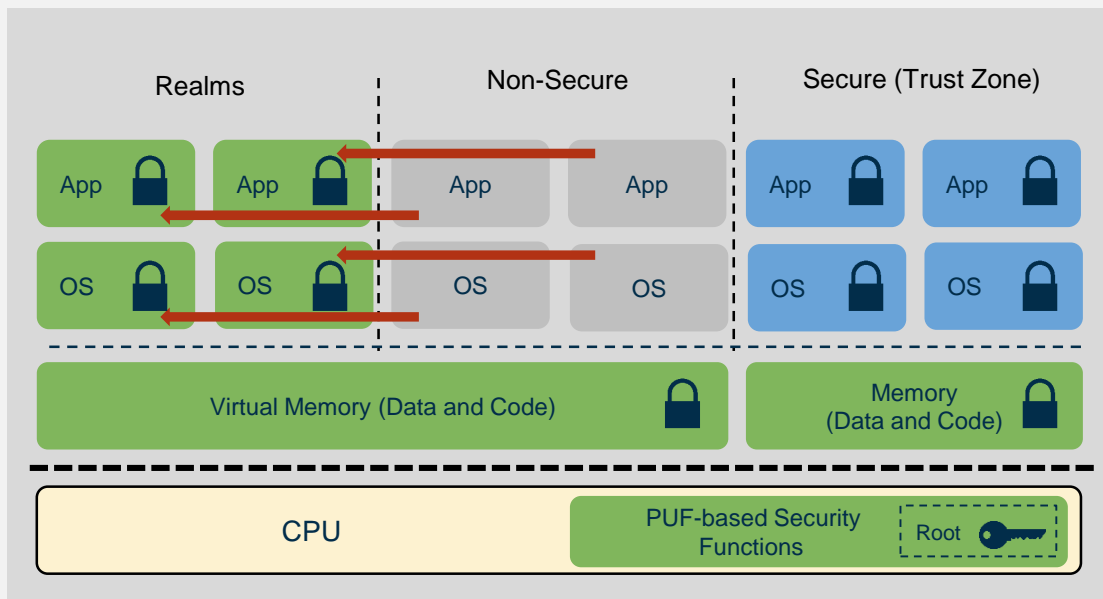 Realms
Non-Secure
Secure (Trust Zone)
App
App
App
App
App
App
OS
OS
OS
OS
OS
OS
Virtual Memory (Data and Code)
Memory
(Data and Code)
CPU
PUF-based Security
Functions
Root